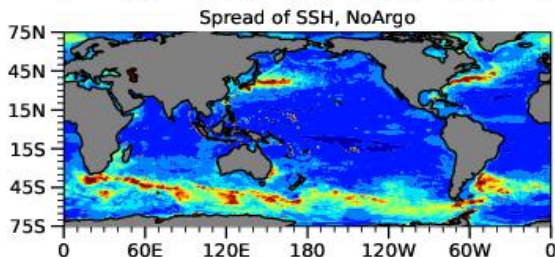 Spread of SSH, NoArgo
75N
45N
15N
15S
45S
75S
0 60E 120E 180 120W 60W 0